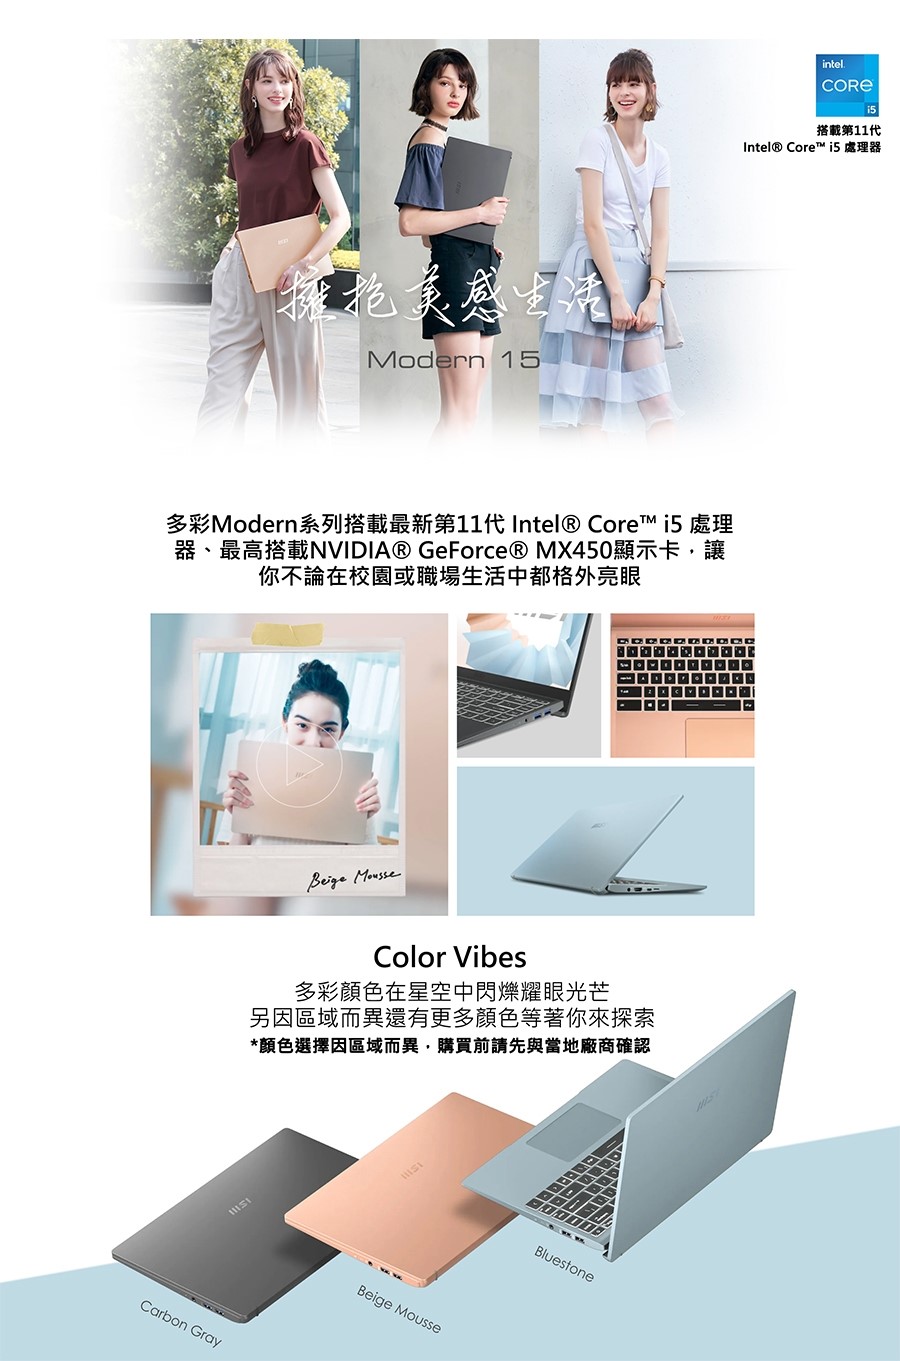 intel.
CORE
i5
搭載第11代
Intel® Core™ i5 處理器
擁抱美感生活
Modern 15
多彩Modern系列搭載最新第11代 Intel® Core™ i5 處理
器、最高搭載NVIDIA® GeForce® MX450顯示卡，讓
你不論在校園或職場生活中都格外亮眼
Beige Mousse
Color Vibes
多彩顏色在星空中閃爍耀眼光芒
另因區域而異還有更多顏色等著你來探索
*顏色選擇因區域而異，購買前請先與當地廠商確認
msi
msi
msi
Bluestone
Beige Mousse
Carbon Gray